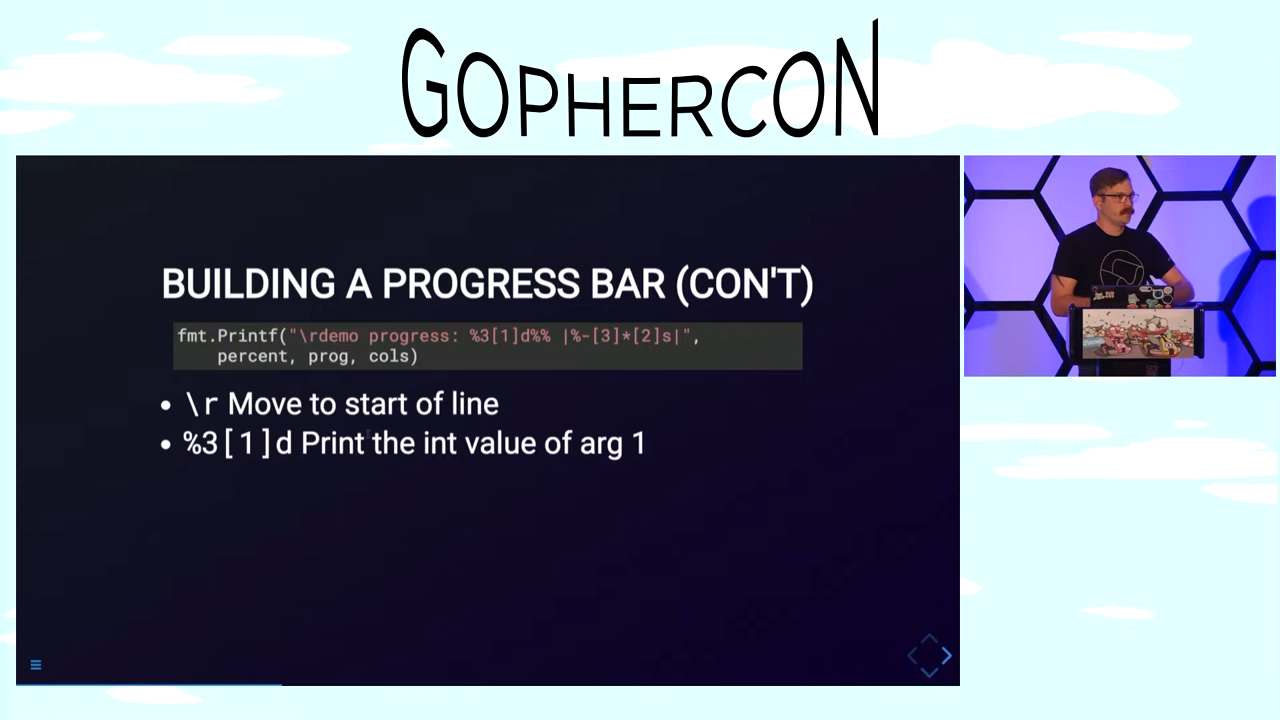 GOPHERCON
BUILDING A PROGRESS BAR (CON'T)
fmt.Printf("\rdemo progress: %3[1]d%% |%-[3]*[2]s|",
percent, prog, cols)
• \r Move to start of line
• %3[1]d Print the int value of arg 1